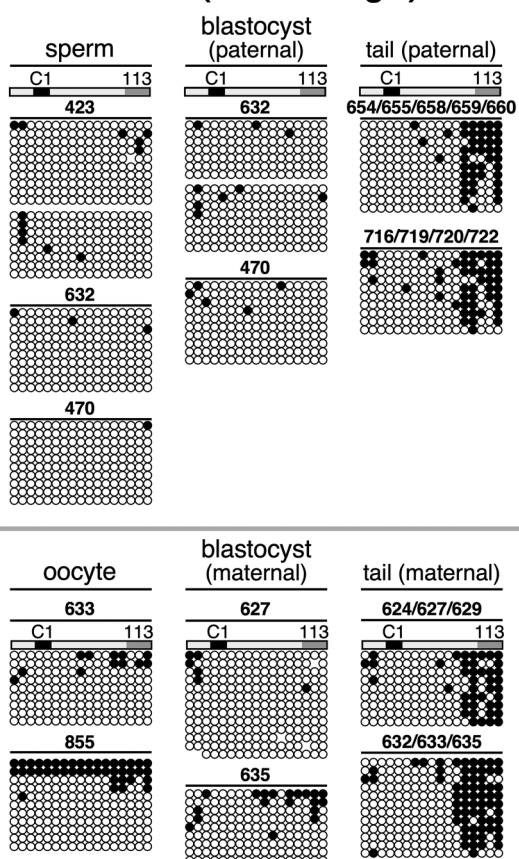 blastocyst
sperm
(paternal)
tail (paternal)
C1 113
C1 113
C1 113
423
632
654/655/658/659/660
716/719/720/722
470
632
470
blastocyst
oocyte
(maternal)
tail (maternal)
633
627
624/627/629
C1 113
C1 113
C1 113
855
632/633/635
635